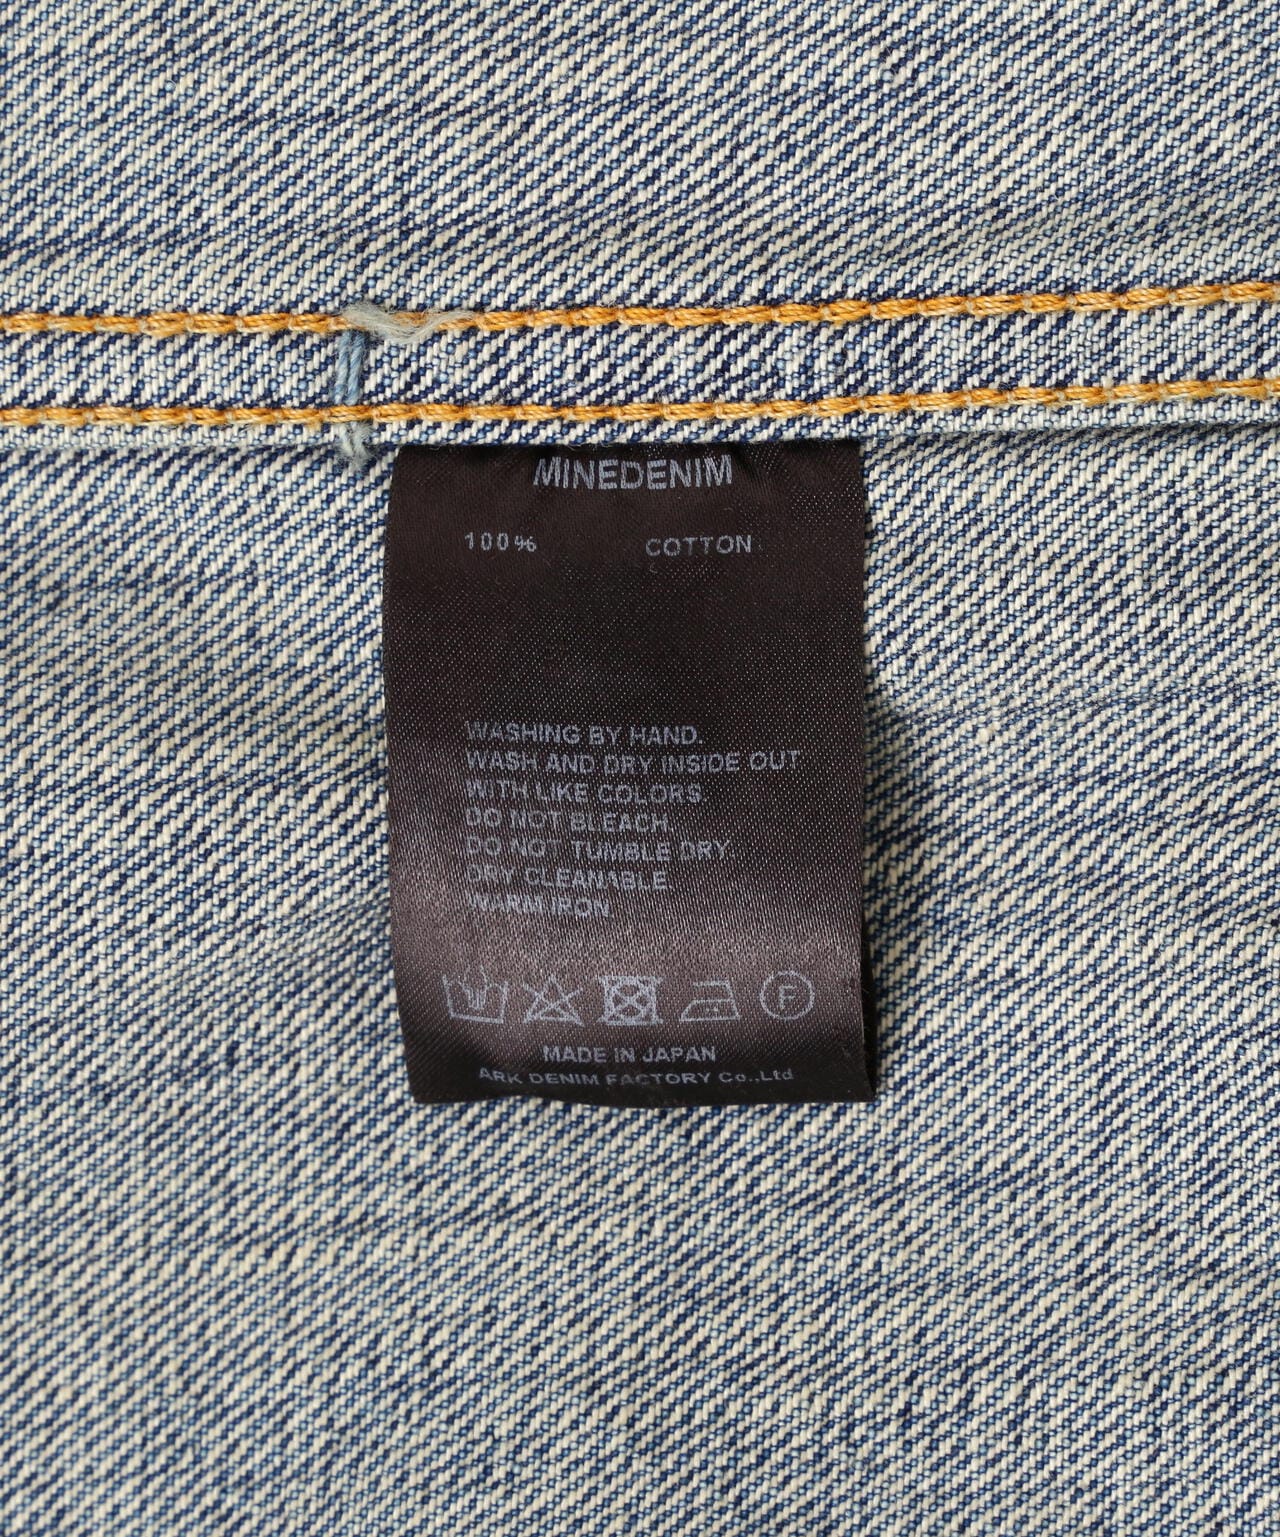 MINEDENIM
100% COTTON
WASHING BY HAND.
WASH AND DRY INSIDE OUT
WITH LIKE COLORS
DO NOT BLEACH.
DO NOT TUMBLE DRY.
DRY CLEANABLE.
WARM IRON
F
MADE IN JAPAN
ARK DENIM FACTORY Co.,Ltd